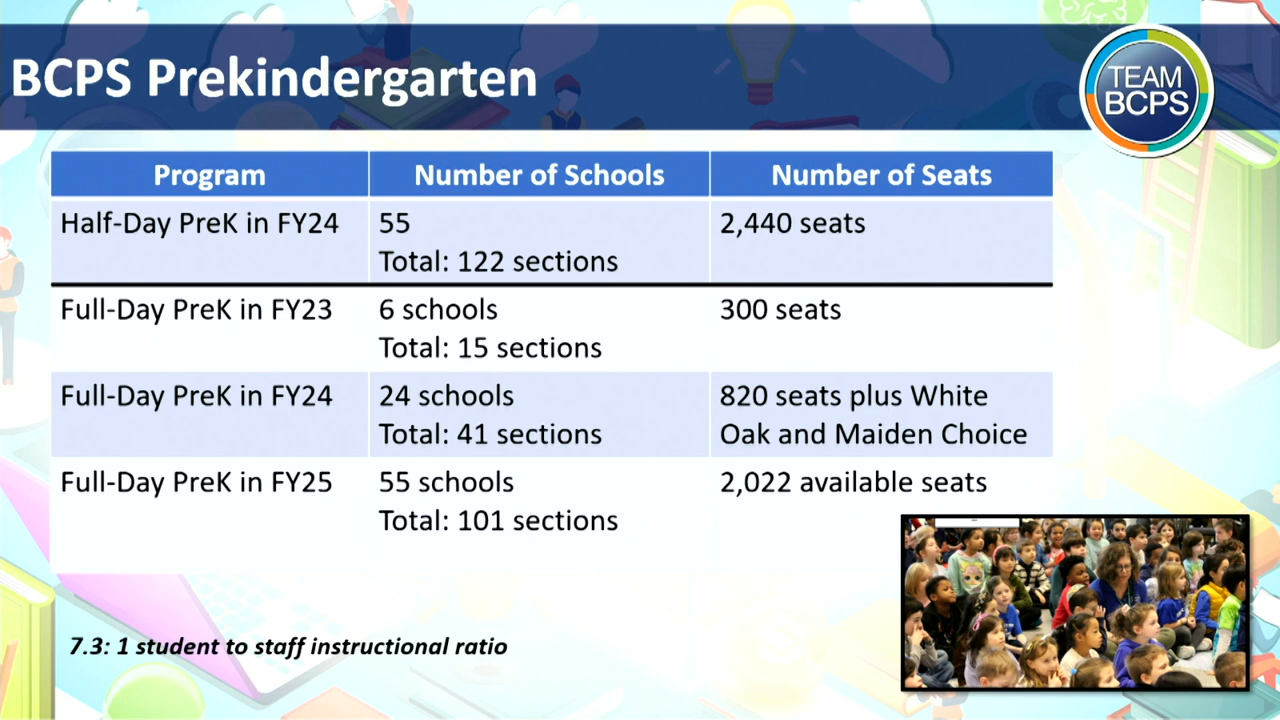 BCPS Prekindergarten
TEAM
BCPS
Program Number of Schools Number of Seats
Half-Day PreK in FY24 55 2,440 seats
Total: 122 sections
Full-Day PreK in FY23 6 schools 300 seats
Total: 15 sections
Full-Day PreK in FY24 24 schools 820 seats plus White
Total: 41 sections Oak and Maiden Choice
Full-Day PreK in FY25 55 schools 2,022 available seats
Total: 101 sections
7.3: 1 student to staff instructional ratio